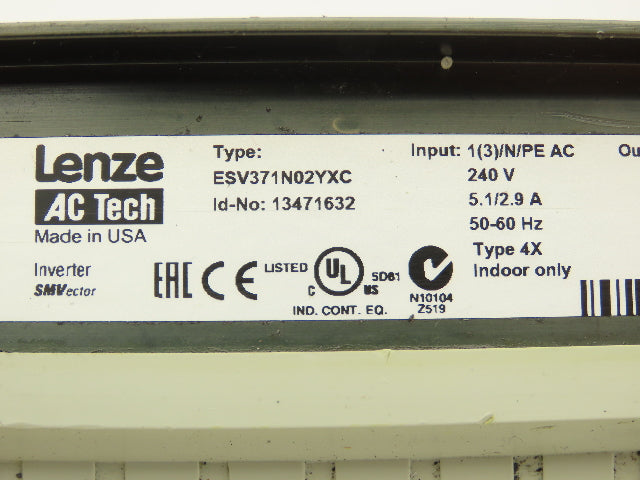 Lenze
AC Tech
Made in USA
Inverter
SMVector
Type:
ESV371N02YXC
Id-No: 13471632
EAC CE LISTED UL 5D61
C US
IND. CONT. EQ.
N10104
Z519
Input: 1(3)/N/PE AC
240 V
5.1/2.9 A
50-60 Hz
Type 4X
Indoor only
Ou